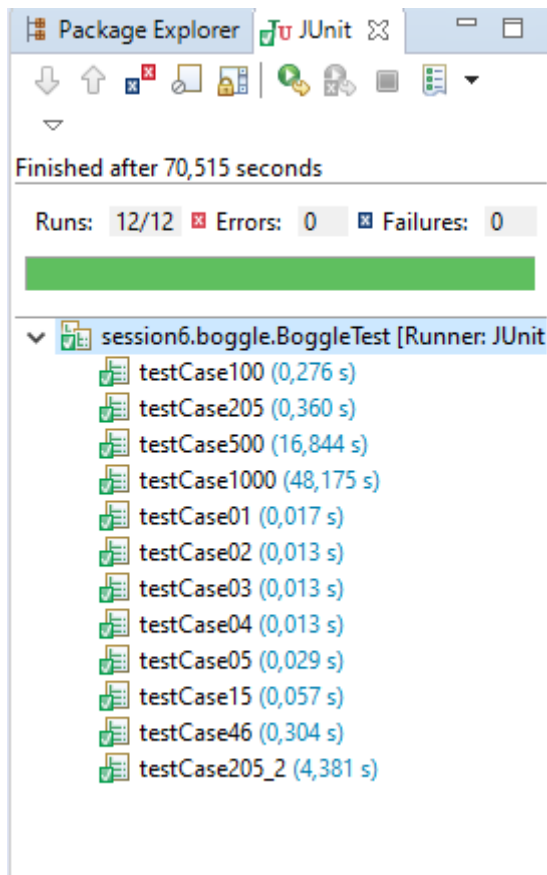 Package Explorer JUnit
Finished after 70,515 seconds
Runs: 12/12 Errors: 0 Failures: 0
session6.boggle.BoggleTest [Runner: JUnit
testCase100 (0,276 s)
testCase205 (0,360 s)
testCase500 (16,844 s)
testCase1000 (48,175 s)
testCase01 (0,017 s)
testCase02 (0,013 s)
testCase03 (0,013 s)
testCase04 (0,013 s)
testCase05 (0,029 s)
testCase15 (0,057 s)
testCase46 (0,304 s)
testCase205_2 (4,381 s)